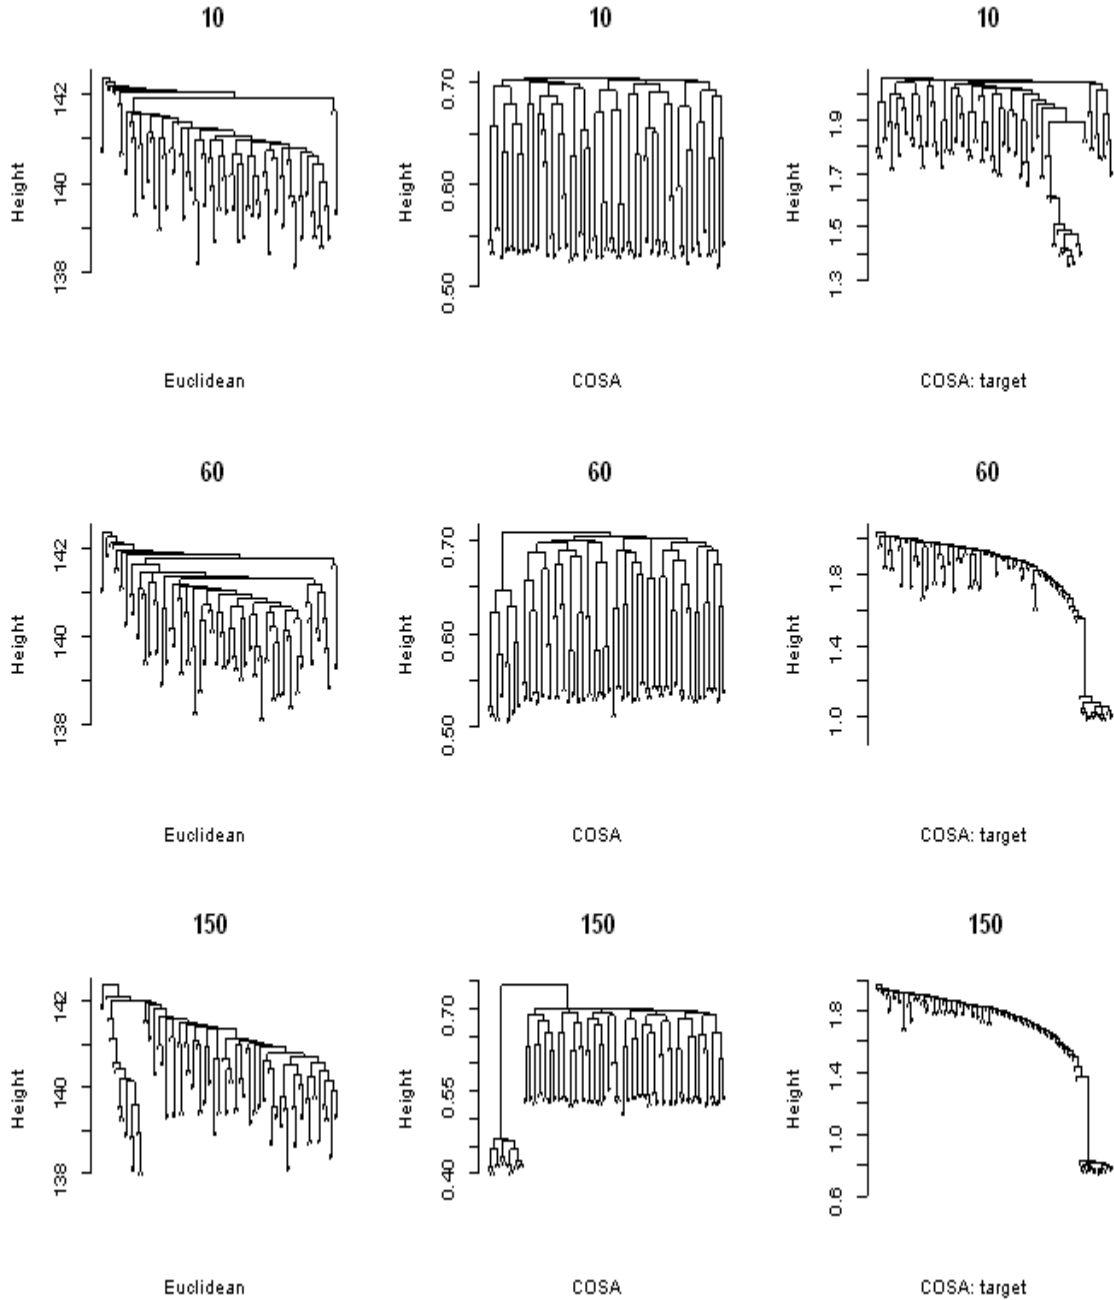 10 10 10
142
140
138
Height
Euclidean
0.70
0.60
0.50
Height
COSA
1.9
1.7
1.5
1.3
Height
COSA: target
60 60 60
142
140
138
Height
Euclidean
0.70
0.60
0.50
Height
COSA
1.8
1.4
1.0
Height
COSA: target
150 150 150
142
140
138
Height
Euclidean
0.70
0.55
0.40
Height
COSA
1.8
1.4
1.0
0.6
Height
COSA: target